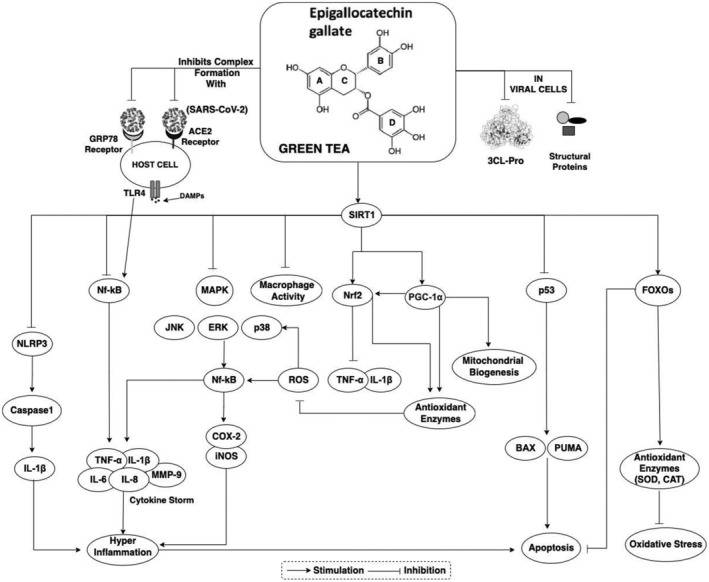 Epigallocatechin
gallate
OH
OH
B
HO
O
A
C
OH
O
O
OH
D
OH
OH
GREEN TEA
Inhibits Complex
Formation
With
(SARS-CoV-2)
GRP78
Receptor
ACE2
Receptor
HOST CELL
TLR4
DAMPs
IN
VIRAL CELLS
3CL-Pro
Structural
Proteins
SIRT1
Nf-kB
MAPK
Macrophage
Activity
Nrf2
PGC-1α
p53
FOXOs
NLRP3
JNK
ERK
p38
Mitochondrial
Biogenesis
Caspase1
Nf-kB
ROS
TNF-α
IL-1β
Antioxidant
Enzymes
COX-2
iNOS
BAX
PUMA
IL-1β
TNF-α
IL-1β
IL-6
IL-8
MMP-9
Cytokine Storm
Antioxidant
Enzymes
(SOD, CAT)
Hyper
Inflammation
Apoptosis
Oxidative Stress
Stimulation
Inhibition